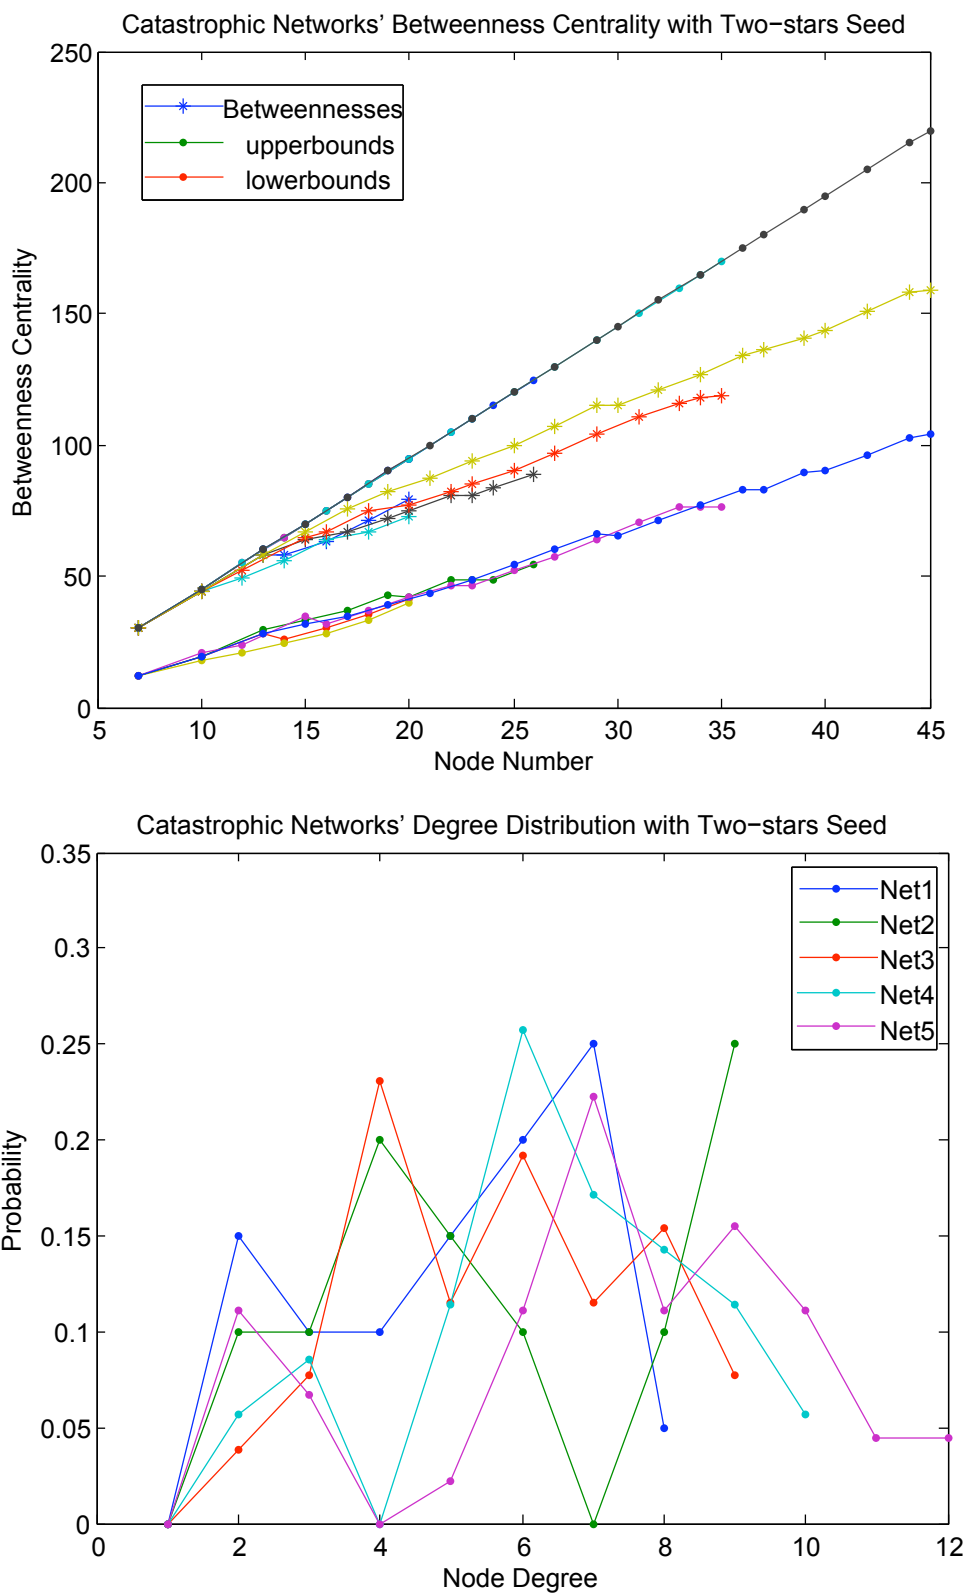 Catastrophic Networks’ Betweenness Centrality with Two−stars Seed
250
200
150
100
50
0
Betweenness Centrality
Betweennesses
upperbounds
lowerbounds
5 10 15 20 25 30 35 40 45
Node Number
Catastrophic Networks’ Degree Distribution with Two−stars Seed
0.35
0.3
0.25
0.2
0.15
0.1
0.05
0
Probability
Net1
Net2
Net3
Net4
Net5
0 2 4 6 8 10 12
Node Degree